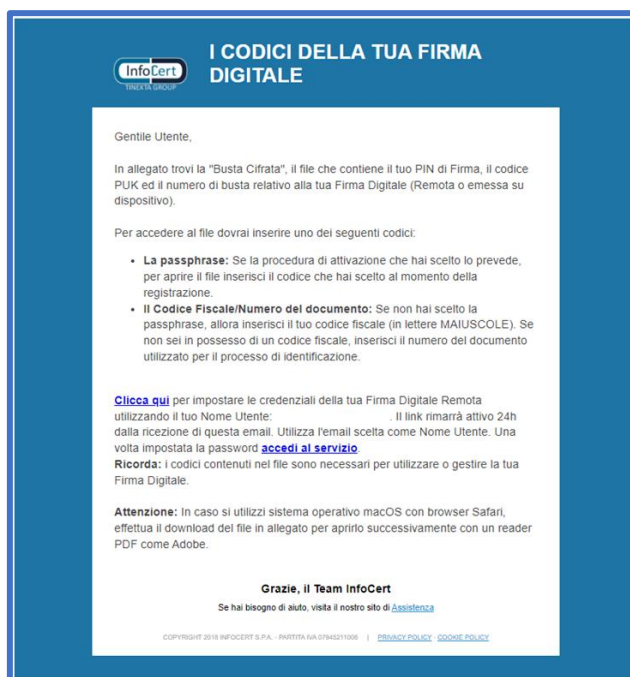 I CODICI DELLA TUA FIRMA
DIGITALE
InfoCert
TINEXTA GROUP
Gentile Utente,
In allegato trovi la "Busta Cifrata", il file che contiene il tuo PIN di Firma, il codice
PUK ed il numero di busta relativo alla tua Firma Digitale (Remota o emessa su
dispositivo).
Per accedere al file dovrai inserire uno dei seguenti codici:
• La passphrase: Se la procedura di attivazione che hai scelto lo prevede,
per aprire il file inserisci il codice che hai scelto al momento della
registrazione.
• Il Codice Fiscale/Numero del documento: Se non hai scelto la
passphrase, allora inserisci il tuo codice fiscale (in lettere MAIUSCOLE). Se
non sei in possesso di un codice fiscale, inserisci il numero del documento
utilizzato per il processo di identificazione.
Clicca qui per impostare le credenziali della tua Firma Digitale Remota
utilizzando il tuo Nome Utente: . Il link rimarrà attivo 24h
dalla ricezione di questa email. Utilizza l'email scelta come Nome Utente. Una
volta impostata la password accedi al servizio.
Ricorda: i codici contenuti nel file sono necessari per utilizzare o gestire la tua
Firma Digitale.
Attenzione: In caso si utilizzi sistema operativo macOS con browser Safari,
effettua il download del file in allegato per aprirlo successivamente con un reader
PDF come Adobe.
Grazie, il Team InfoCert
Se hai bisogno di aiuto, visita il nostro sito di Assistenza
COPYRIGHT 2018 INFOCERT S.P.A. - PARTITA IVA 07945211006 | PRIVACY POLICY - COOKIE POLICY